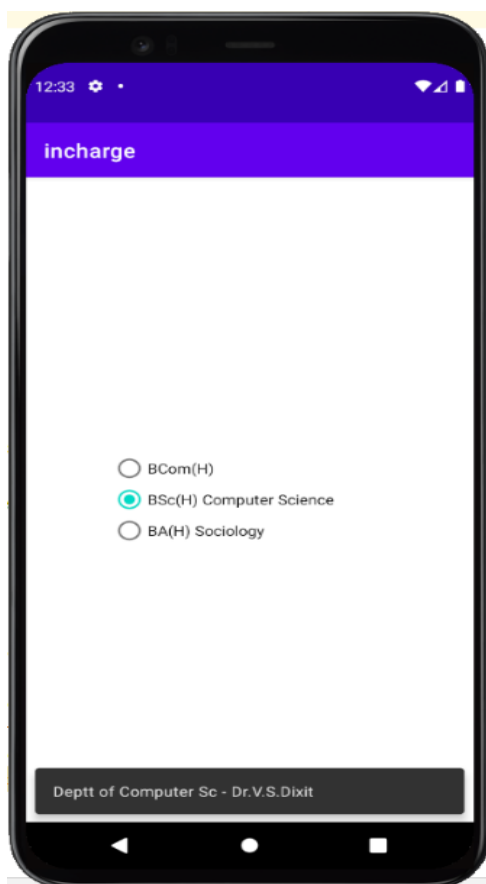 12:33
incharge
BCom(H)
BSc(H) Computer Science
BA(H) Sociology
Deptt of Computer Sc - Dr.V.S.Dixit